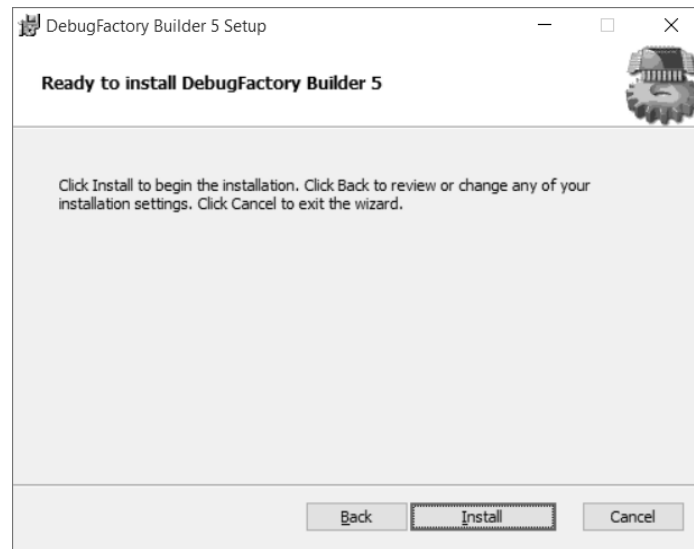 DebugFactory Builder 5 Setup
Ready to install DebugFactory Builder 5
Click Install to begin the installation. Click Back to review or change any of your
installation settings. Click Cancel to exit the wizard.
Back Install Cancel